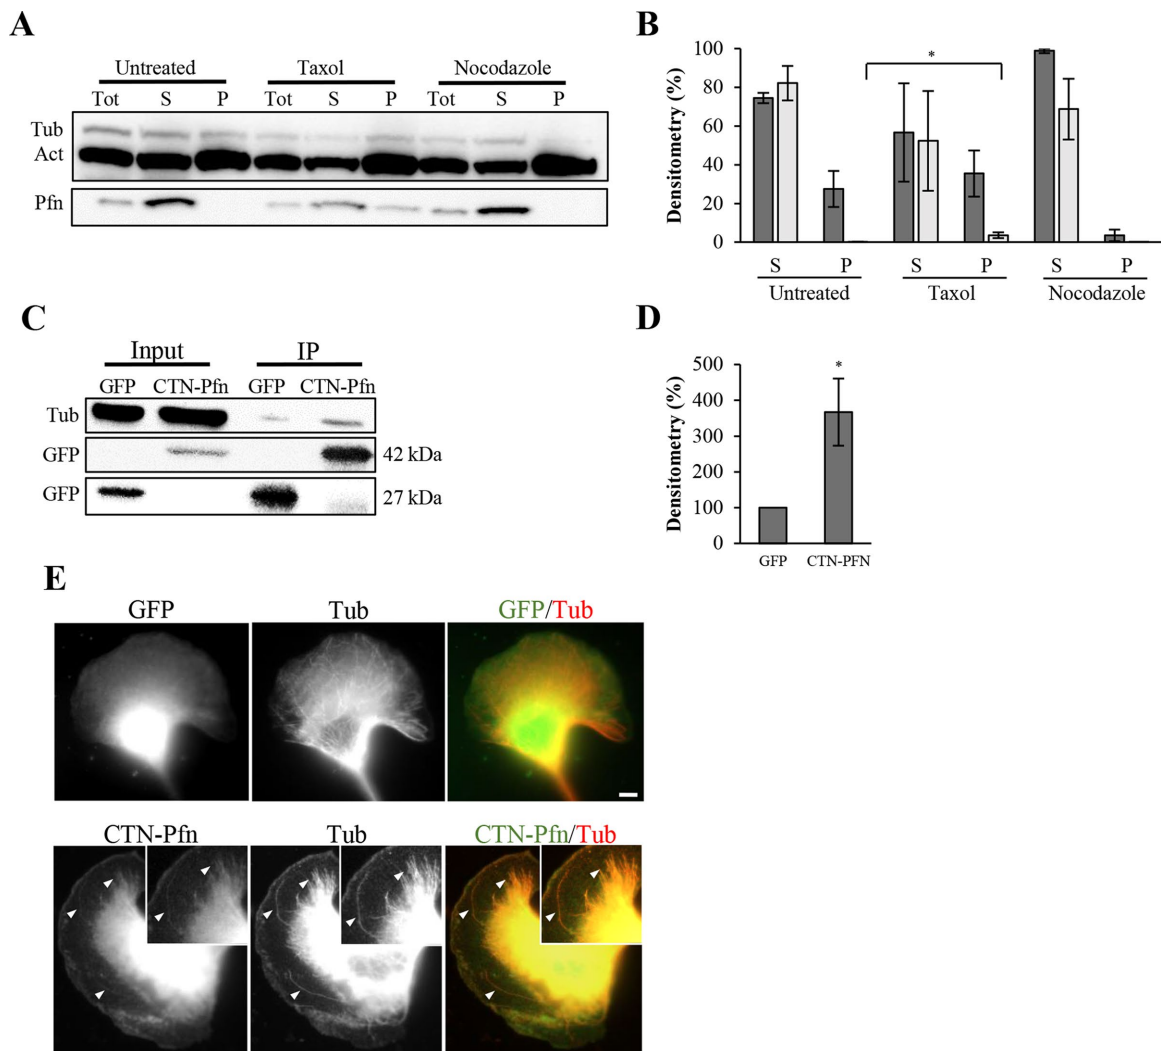 A
Untreated Taxol Nocodazole
Tot S P Tot S P Tot S P
Tub
Act
Pfn
B
Densitometry (%)
100
80
60
40
20
0
*
S P S P S P
Untreated Taxol Nocodazole
C
Input IP
GFP CTN-Pfn GFP CTN-Pfn
Tub
GFP 42 kDa
GFP 27 kDa
D
Densitometry (%)
500
400
300
200
100
0
*
GFP CTN-PFN
E
GFP Tub GFP/Tub
CTN-Pfn Tub CTN-Pfn/Tub